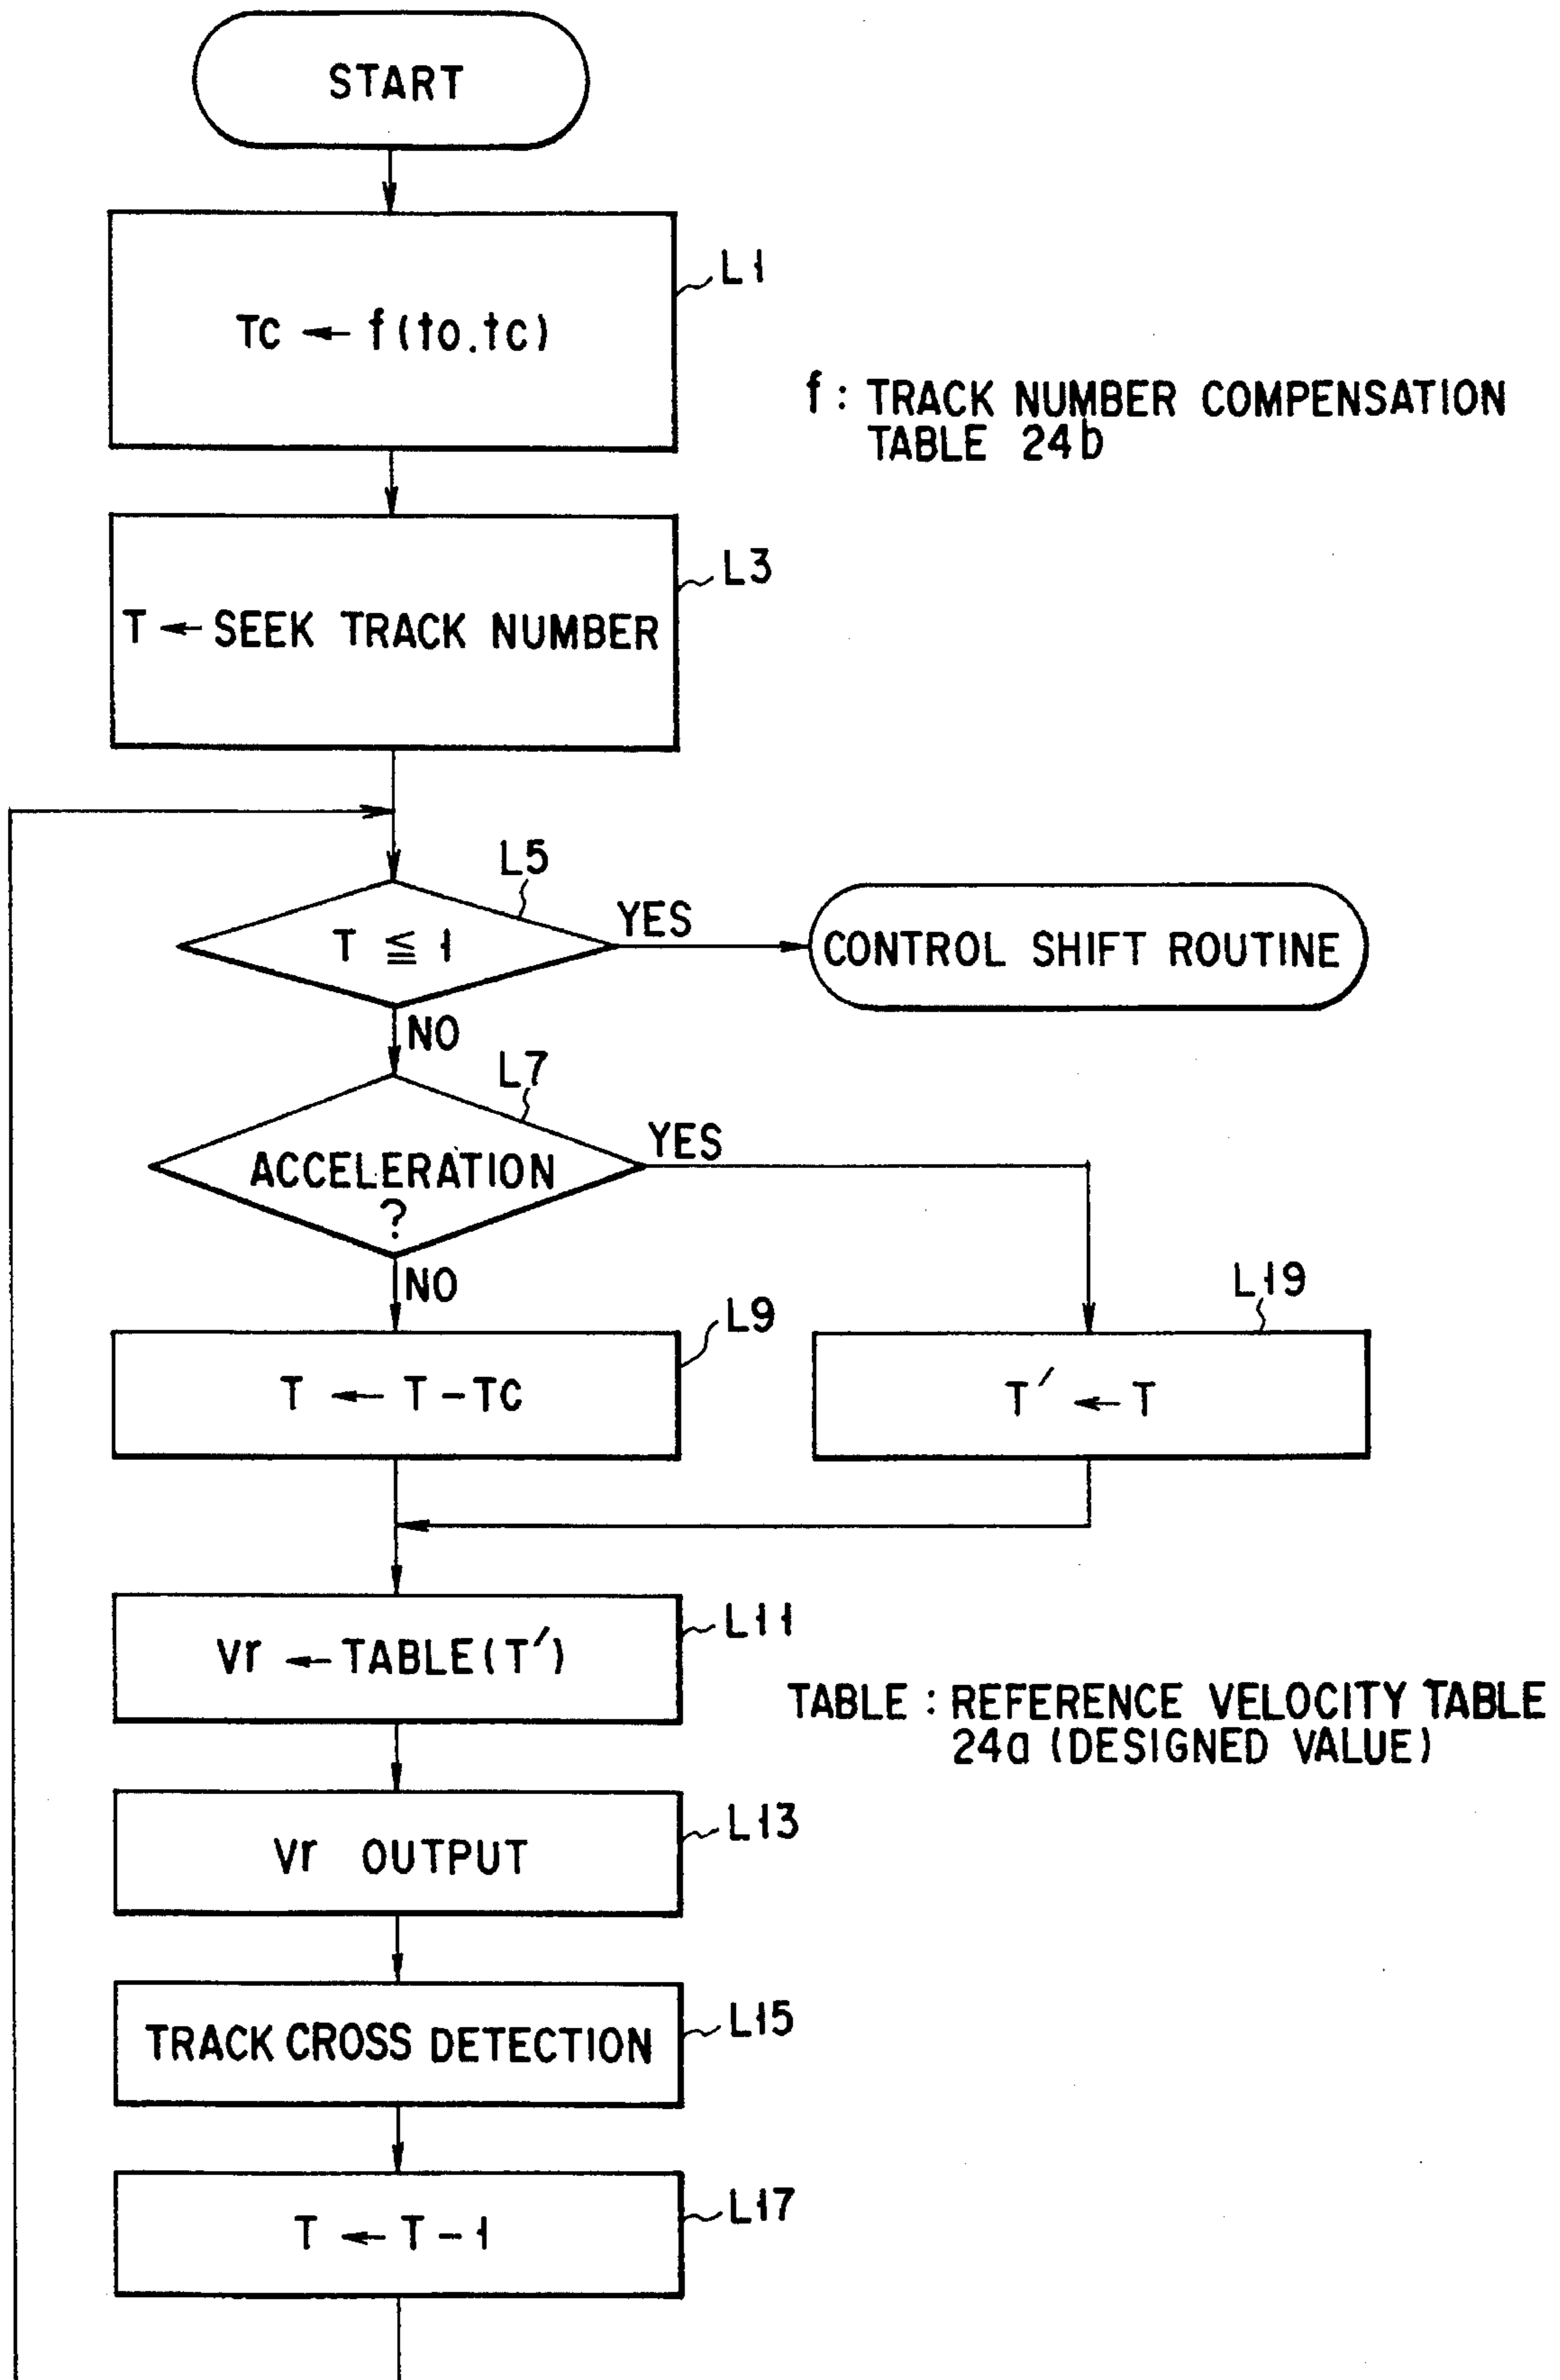 START
L1
Tc ← f(to.tc)
f : TRACK NUMBER COMPENSATION
TABLE 24b
L3
T ← SEEK TRACK NUMBER
L5
T ≦ 1
YES
CONTROL SHIFT ROUTINE
NO
L7
ACCELERATION
?
YES
NO
L9
T ← T - Tc
L19
T′ ← T
L11
Vr ← TABLE(T′)
TABLE : REFERENCE VELOCITY TABLE
24a (DESIGNED VALUE)
L13
Vr OUTPUT
L15
TRACK CROSS DETECTION
L17
T ← T - 1